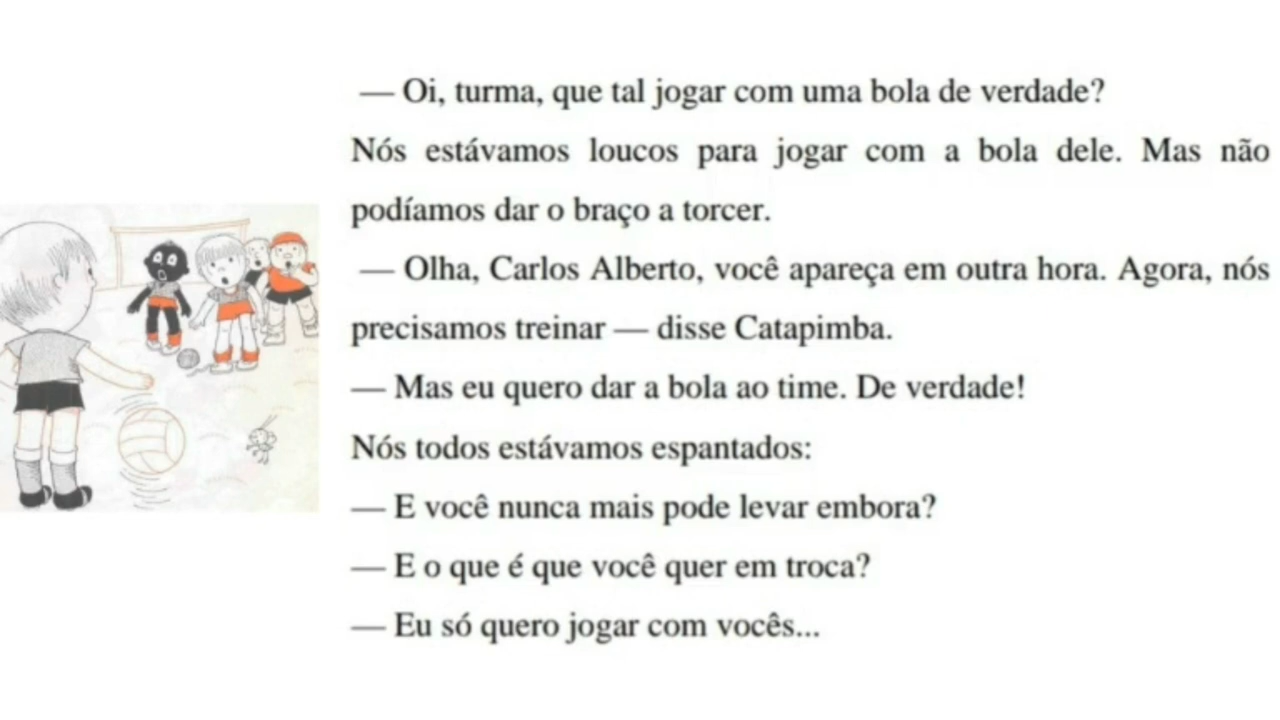 — Oi, turma, que tal jogar com uma bola de verdade?
Nós estávamos loucos para jogar com a bola dele. Mas não
podíamos dar o braço a torcer.
— Olha, Carlos Alberto, você apareça em outra hora. Agora, nós
precisamos treinar — disse Catapimba.
— Mas eu quero dar a bola ao time. De verdade!
Nós todos estávamos espantados:
— E você nunca mais pode levar embora?
— E o que é que você quer em troca?
— Eu só quero jogar com vocês...